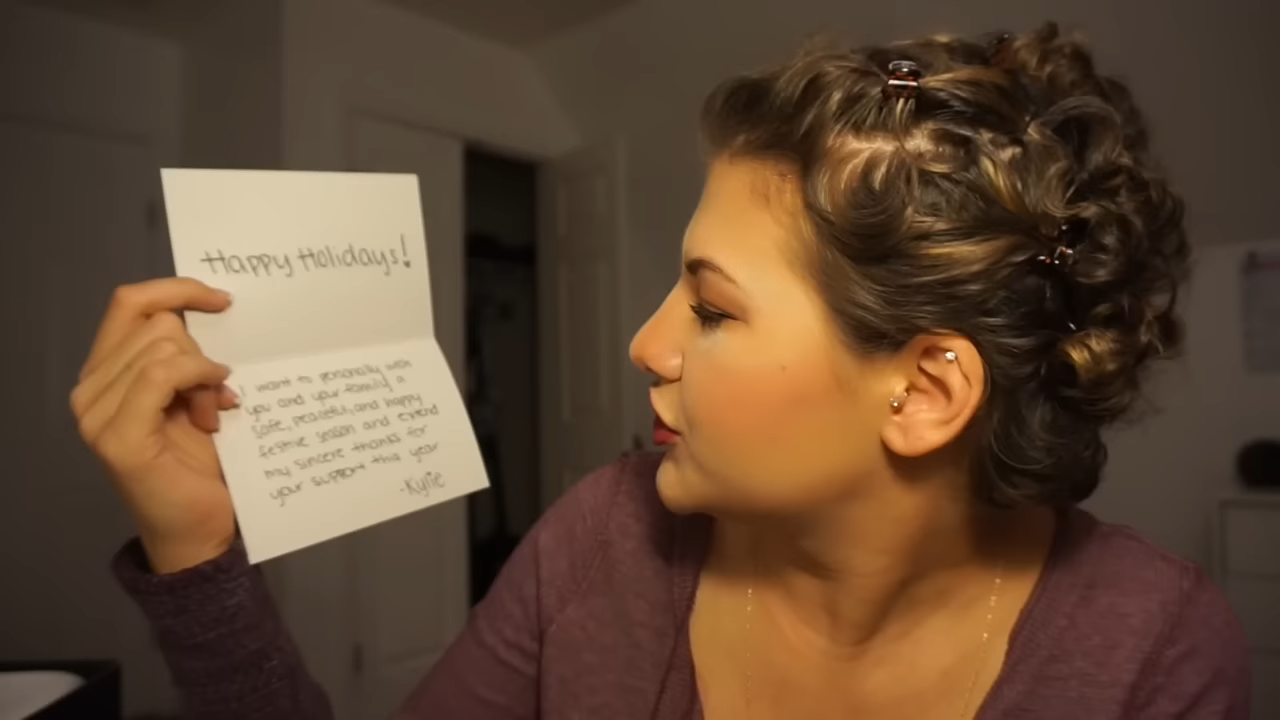 Happy Holidays!
I want to personally wish
you and your family a
safe, peaceful, and happy
festive season and extend
my sincere thanks for
your support this year
-Kylie